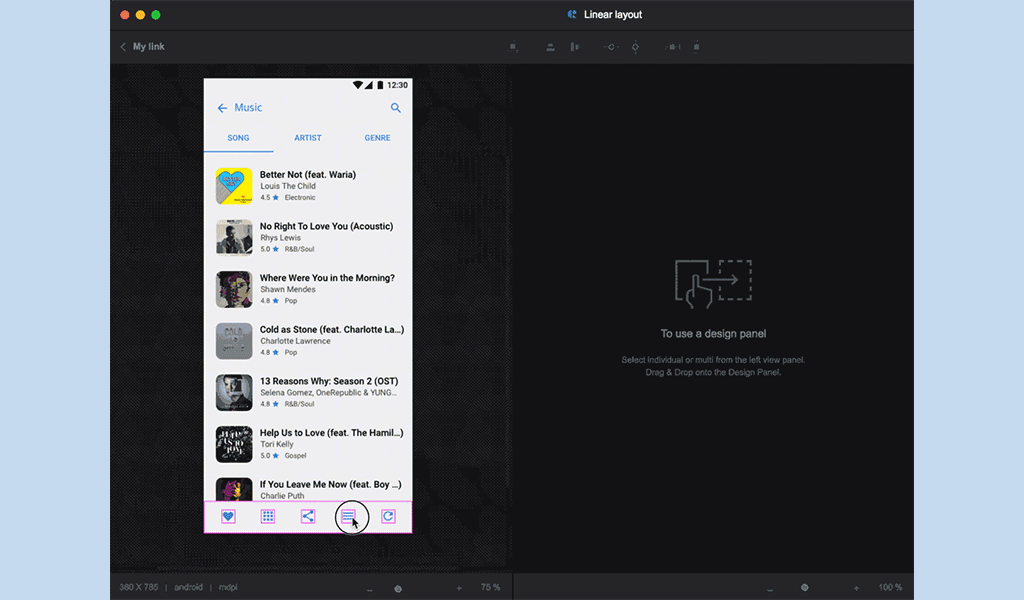 Linear layout
My link
12:30
Music
SONG ARTIST GENRE
Better Not (feat. Waria)
Louis The Child
4.5 ★ Electronic
No Right To Love You (Acoustic)
Rhys Lewis
5.0 ★ R&B/Soul
Where Were You in the Morning?
Shawn Mendes
4.8 ★ Pop
Cold as Stone (feat. Charlotte La...)
Charlotte Lawrence
4.8 ★ Pop
13 Reasons Why: Season 2 (OST)
Selena Gomez, OneRepublic & YUNG...
4.8 ★ R&B/Soul
Help Us to Love (feat. The Hamil...)
Tori Kelly
5.0 ★ Gospel
If You Leave Me Now (feat. Boy ...)
Charlie Puth
To use a design panel
Select individual or multi from the left view panel.
Drag & Drop onto the Design Panel.
380 X 785 | android | mdpi
75 %
100 %